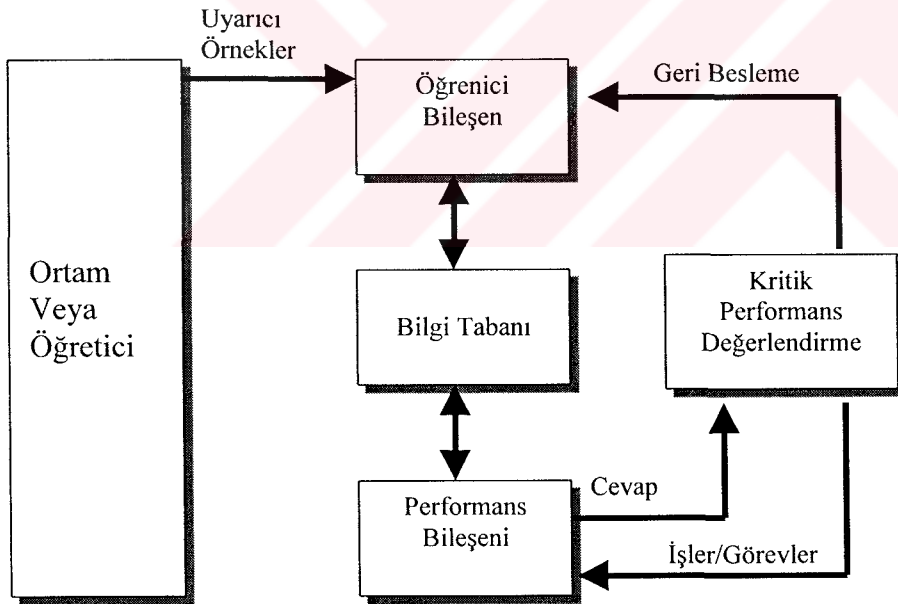 Uyarıcı
Örnekler
Öğrenici
Bileşen
Geri Besleme
Ortam
Veya
Öğretici
Bilgi Tabanı
Kritik
Performans
Değerlendirme
Performans
Bileşeni
Cevap
İşler/Görevler